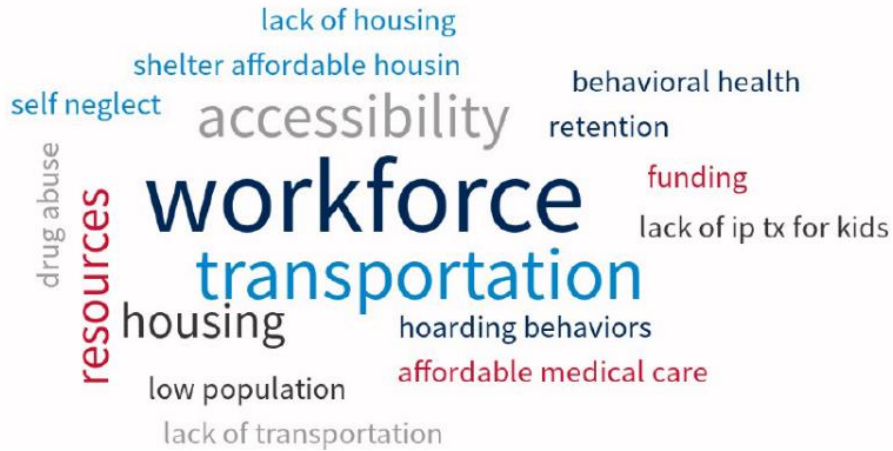 lack of housing
shelter affordable housin
self neglect
behavioral health
accessibility
retention
drug abuse
workforce
funding
resources
lack of ip tx for kids
transportation
housing
hoarding behaviors
affordable medical care
low population
lack of transportation